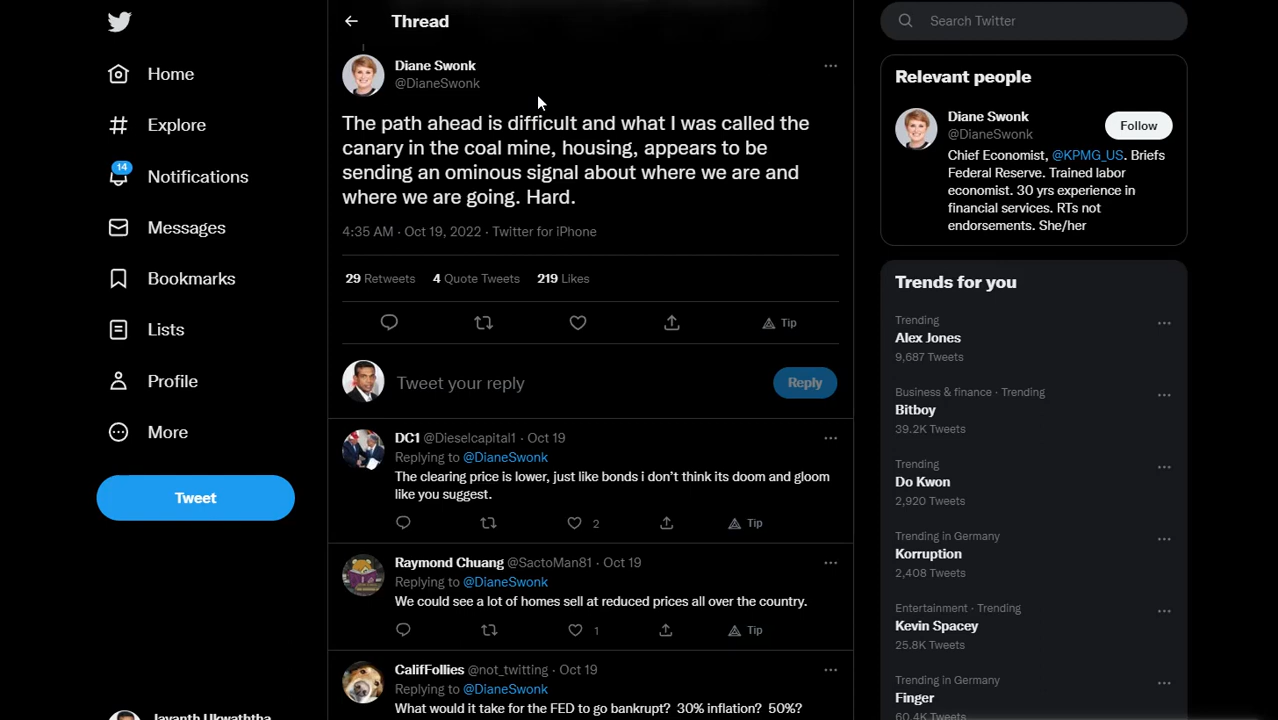 Home
Explore
14
Notifications
Messages
Bookmarks
Lists
Profile
More
Tweet
Thread
Diane Swonk
@DianeSwonk
The path ahead is difficult and what I was called the
canary in the coal mine, housing, appears to be
sending an ominous signal about where we are and
where we are going. Hard.
4:35 AM · Oct 19, 2022 · Twitter for iPhone
29 Retweets 4 Quote Tweets 219 Likes
Tip
Tweet your reply
Reply
DC1 @Dieselcapital1 · Oct 19
Replying to @DianeSwonk
The clearing price is lower, just like bonds i don't think its doom and gloom
like you suggest.
2 Tip
Raymond Chuang @SactoMan81 · Oct 19
Replying to @DianeSwonk
We could see a lot of homes sell at reduced prices all over the country.
1 Tip
CalifFollies @not_twitting · Oct 19
Replying to @DianeSwonk
What would it take for the FED to go bankrupt? 30% inflation? 50%?
Search Twitter
Relevant people
Diane Swonk
@DianeSwonk
Follow
Chief Economist, @KPMG_US. Briefs
Federal Reserve. Trained labor
economist. 30 yrs experience in
financial services. RTs not
endorsements. She/her
Trends for you
Trending
Alex Jones
9,687 Tweets
Business & finance · Trending
Bitboy
39.2K Tweets
Trending
Do Kwon
2,920 Tweets
Trending in Germany
Korruption
2,408 Tweets
Entertainment · Trending
Kevin Spacey
25.8K Tweets
Trending in Germany
Finger
60.4K Tweets